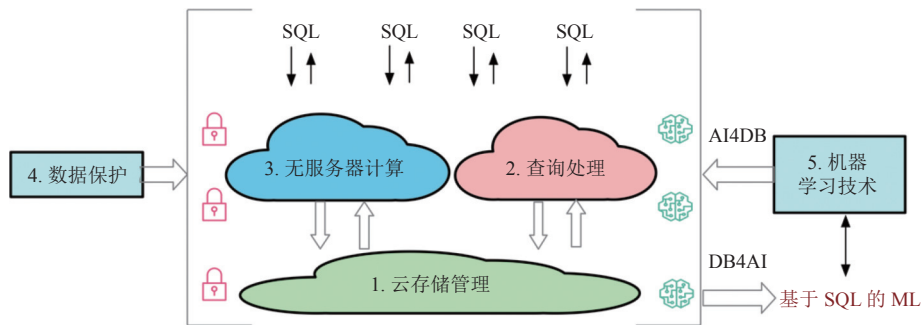 SQL
SQL
SQL
SQL
AI4DB
4. 数据保护
3. 无服务器计算
2. 查询处理
5. 机器
学习技术
DB4AI
1. 云存储管理
基于 SQL 的 ML